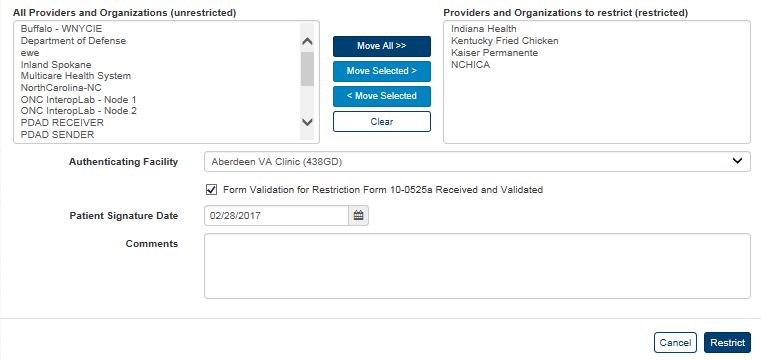 All Providers and Organizations (unrestricted)
Buffalo - WNYCIE
Department of Defense
ewe
Inland Spokane
Multicare Health System
NorthCarolina-NC
ONC InteropLab - Node 1
ONC InteropLab - Node 2
PDAD RECEIVER
PDAD SENDER
Move All >>
Move Selected >
< Move Selected
Clear
Providers and Organizations to restrict (restricted)
Indiana Health
Kentucky Fried Chicken
Kaiser Permanente
NCHICA
Authenticating Facility
Aberdeen VA Clinic (438GD)
Form Validation for Restriction Form 10-0525a Received and Validated
Patient Signature Date
02/28/2017
Comments
Cancel
Restrict